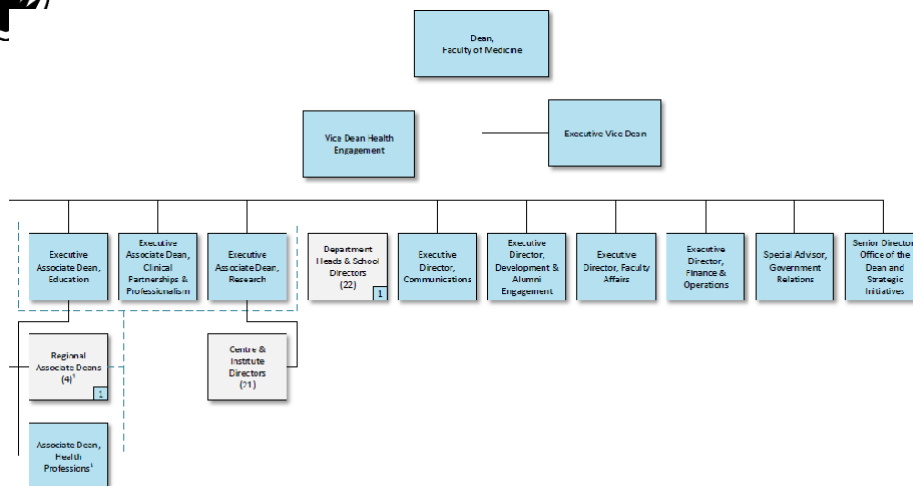 Dean,
Faculty of Medicine
Executive Vice Dean
Vice Dean Health
Engagement
Executive
Associate Dean,
Education
Executive
Associate Dean,
Clinical
Partnerships &
Professionalism
Executive
Associate Dean,
Research
Department
Heads & School
Directors
(22)
1
Executive
Director,
Communications
Executive
Director,
Development &
Alumni
Engagement
Executive
Director, Faculty
Affairs
Executive
Director,
Finance &
Operations
Special Advisor,
Government
Relations
Senior Director
Office of the
Dean and
Strategic
Initiatives
Regional
Associate Deans
(4)¹
1
Centre &
Institute
Directors
(21)
Associate Dean,
Health
Professions¹